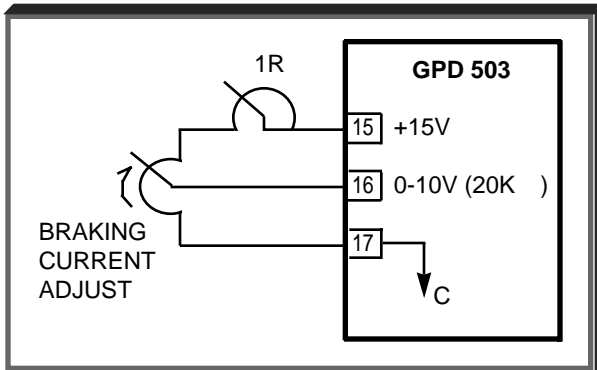 1R
GPD 503
15 +15V
16 0-10V (20K )
17
BRAKING
CURRENT
ADJUST
C